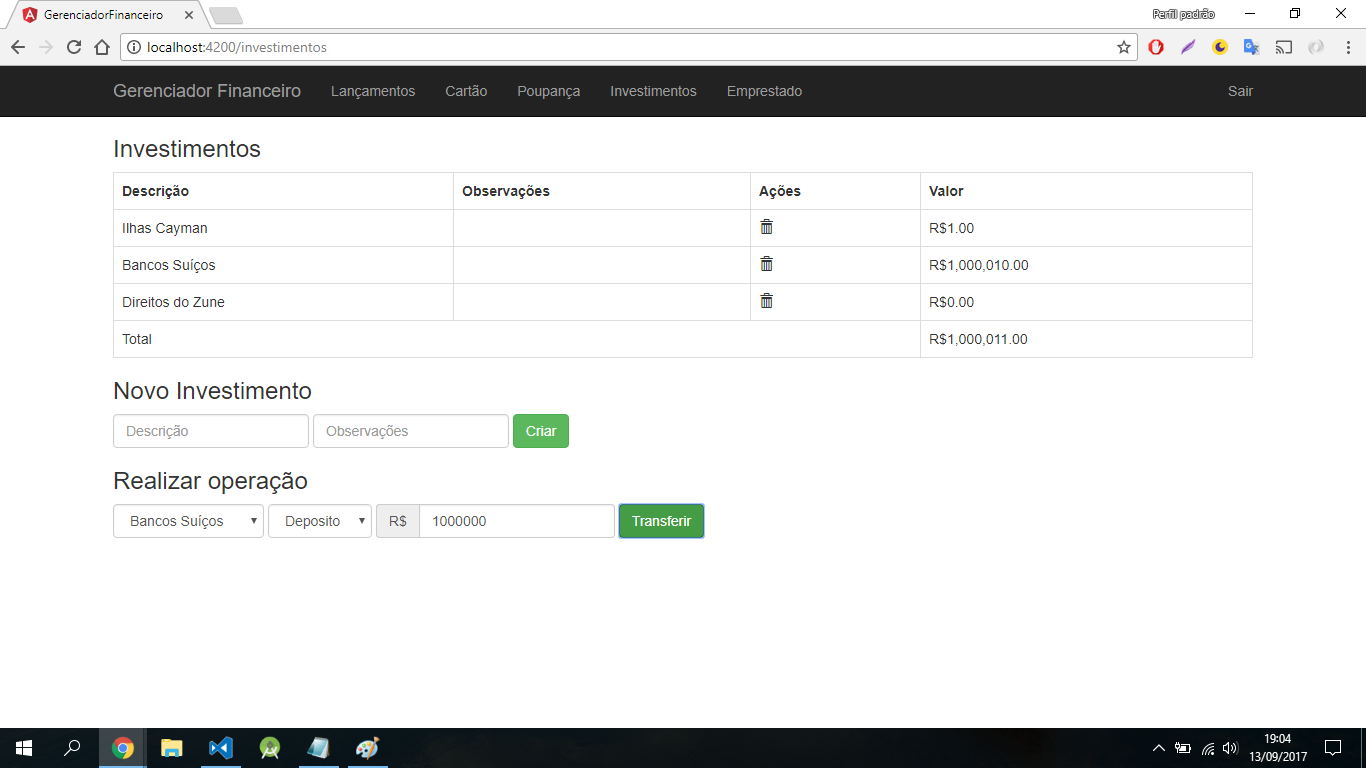 GerenciadorFinanceiro
Perfil padrão
localhost:4200/investimentos
Gerenciador Financeiro Lançamentos Cartão Poupança Investimentos Emprestado Sair
Investimentos
Descrição Observações Ações Valor
Ilhas Cayman R$1.00
Bancos Suíços R$1,000,010.00
Direitos do Zune R$0.00
Total R$1,000,011.00
Novo Investimento
Descrição Observações Criar
Realizar operação
Bancos Suíços Deposito R$ 1000000 Transferir
19:04
13/09/2017